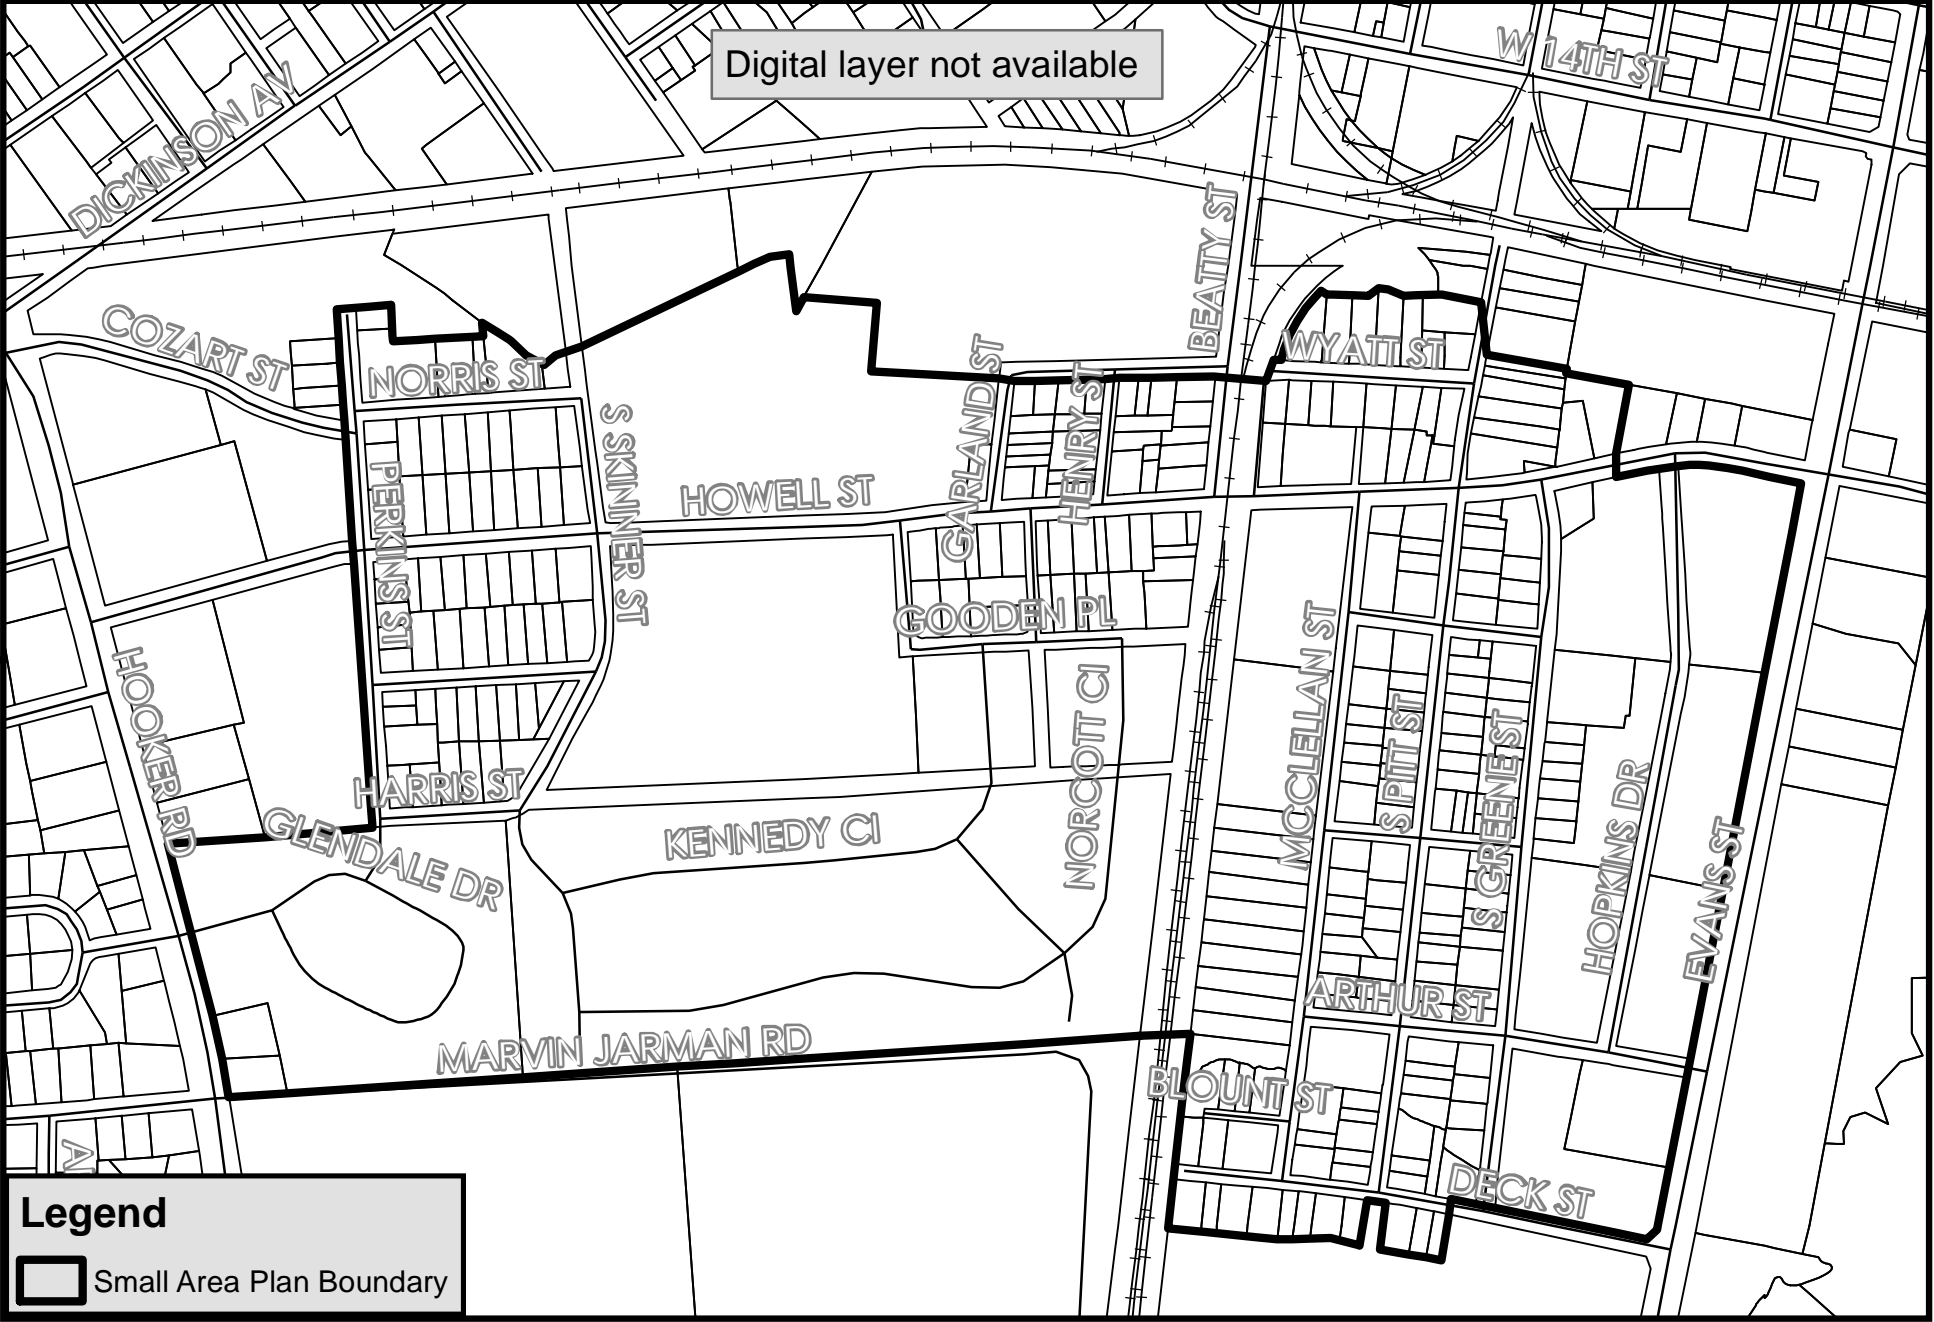 W 14TH ST
Digital layer not available
DICKINSON AV
BEATTY ST
COZART ST
NORRIS ST
WYATT ST
GARLAND ST
HENRY ST
S SKINNER ST
PERKINS ST
HOWELL ST
GOODEN PL
HOOKER RD
MCCLELLAN ST
S PITT ST
S GREENE ST
NORCOTT CI
HOPKINS DR
EVANS ST
HARRIS ST
GLENDALE DR
KENNEDY CI
ARTHUR ST
MARVIN JARMAN RD
BLOUNT ST
DECK ST
Legend
Small Area Plan Boundary